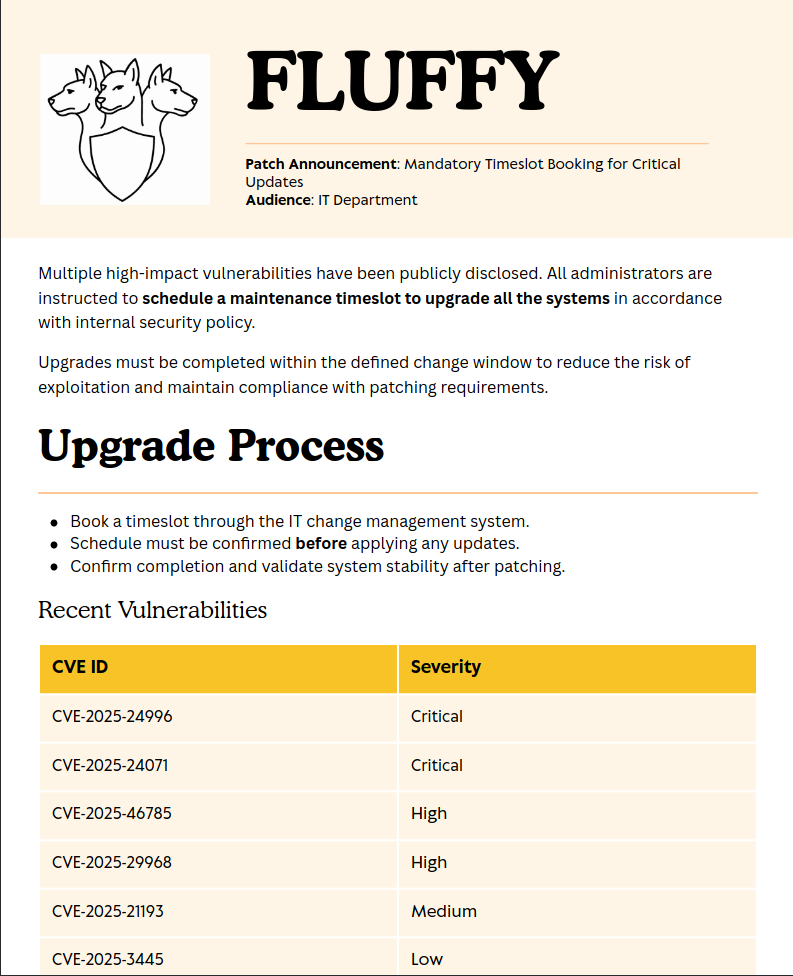 FLUFFY
Patch Announcement: Mandatory Timeslot Booking for Critical
Updates
Audience: IT Department
Multiple high-impact vulnerabilities have been publicly disclosed. All administrators are
instructed to schedule a maintenance timeslot to upgrade all the systems in accordance
with internal security policy.
Upgrades must be completed within the defined change window to reduce the risk of
exploitation and maintain compliance with patching requirements.
Upgrade Process
● Book a timeslot through the IT change management system.
● Schedule must be confirmed before applying any updates.
● Confirm completion and validate system stability after patching.
Recent Vulnerabilities
CVE ID Severity
CVE-2025-24996 Critical
CVE-2025-24071 Critical
CVE-2025-46785 High
CVE-2025-29968 High
CVE-2025-21193 Medium
CVE-2025-3445 Low